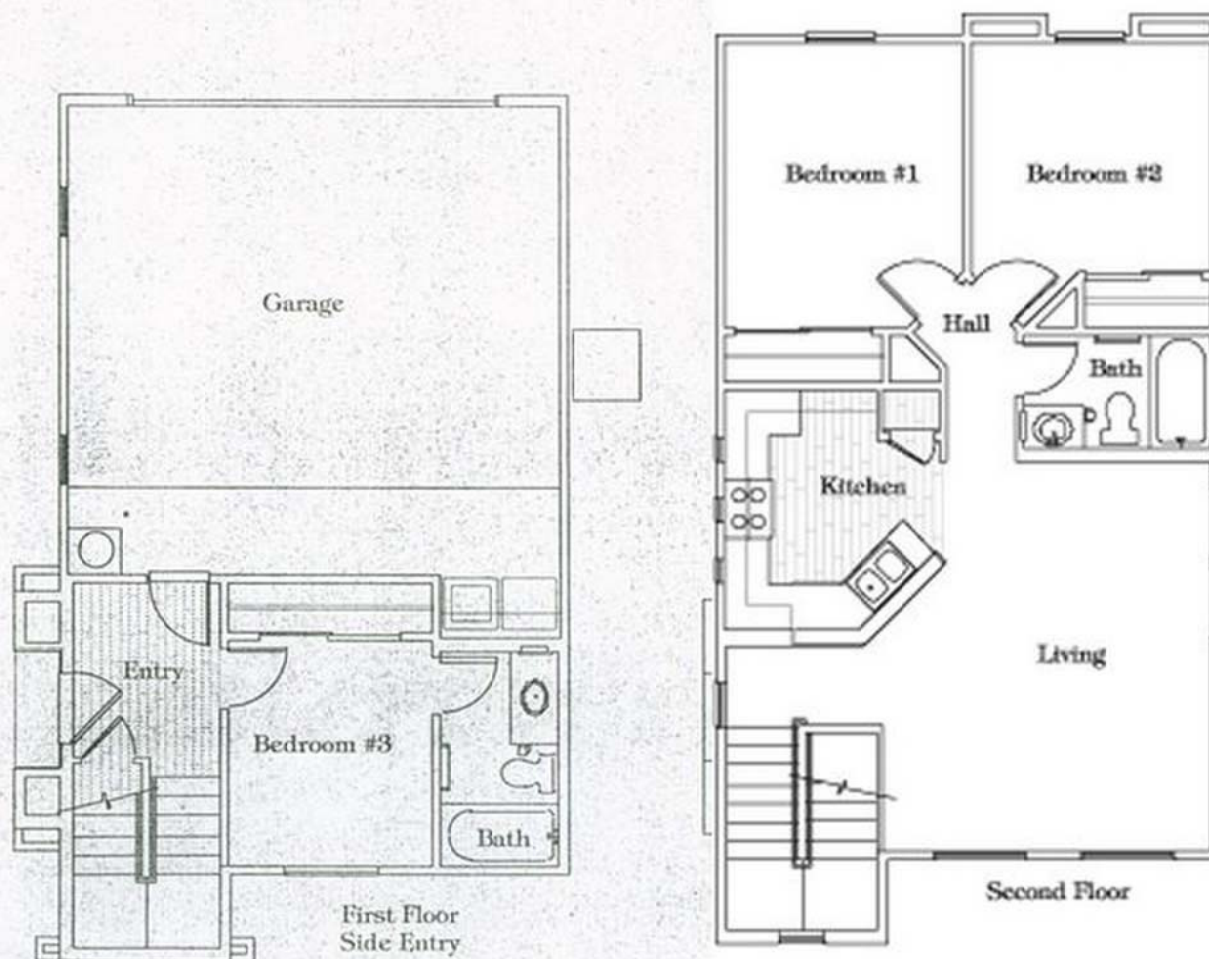 Garage
Entry
Bedroom #3
Bath
First Floor
Side Entry
Bedroom #1
Bedroom #2
Hall
Bath
Kitchen
Living
Second Floor